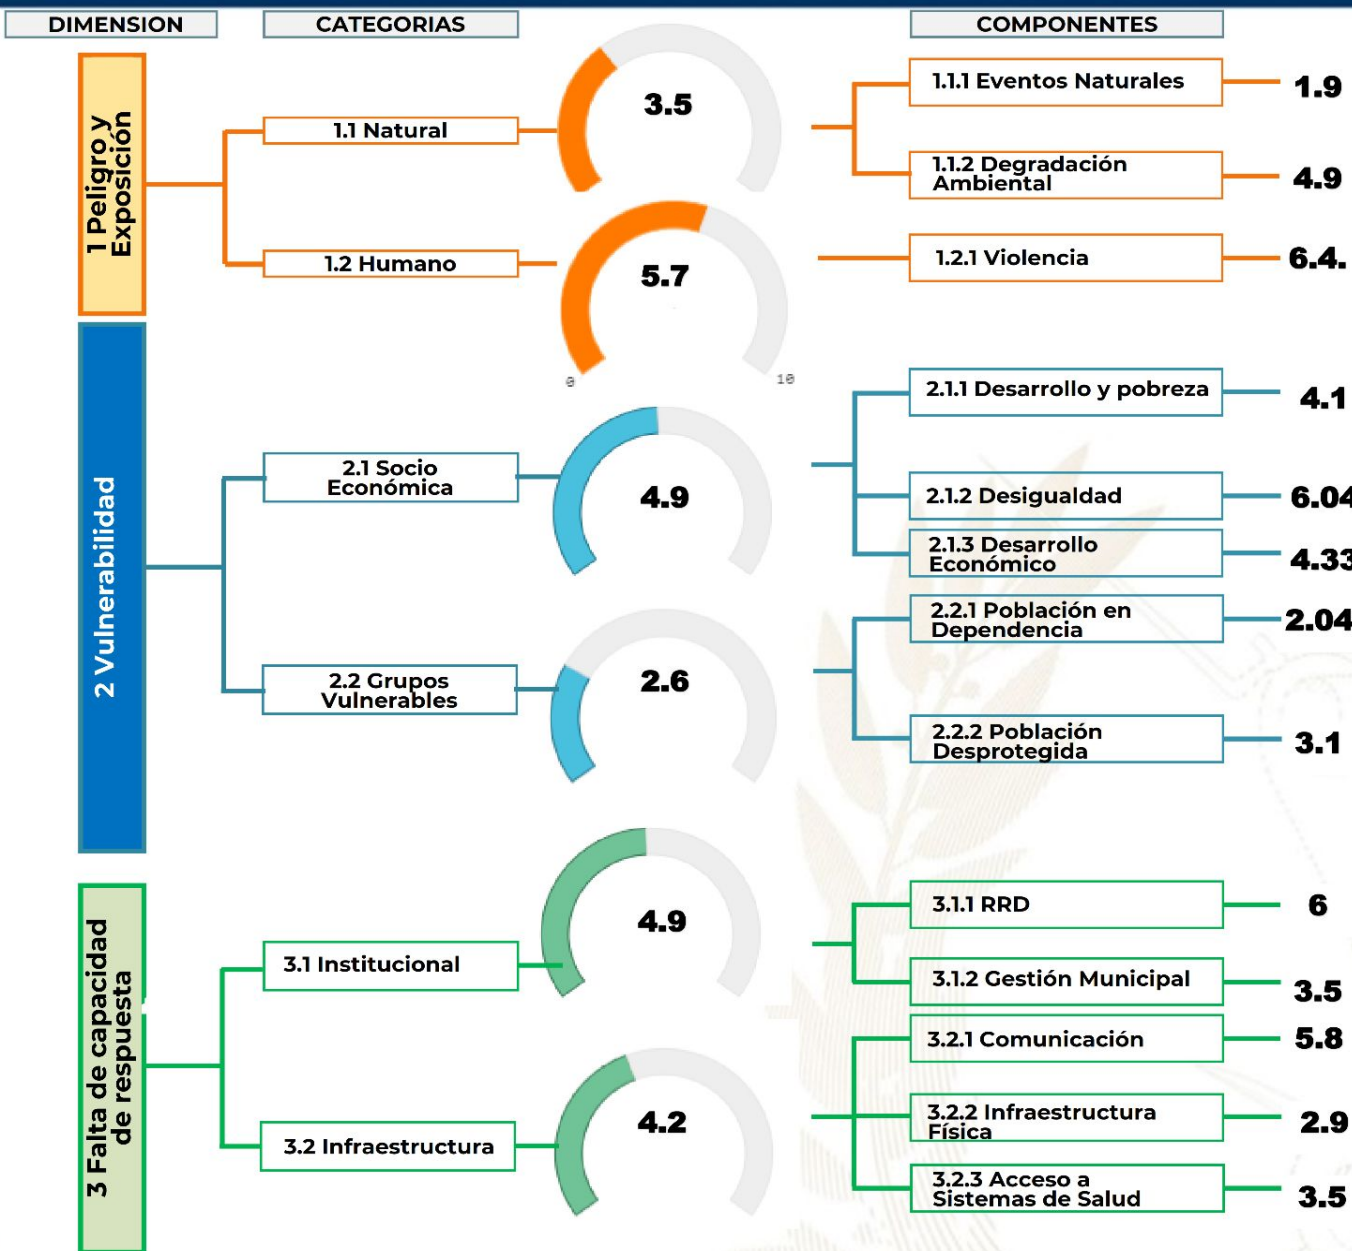 DIMENSION
CATEGORIAS
COMPONENTES
1 Peligro y
Exposición
1.1 Natural
3.5
1.1.1 Eventos Naturales
1.9
1.1.2 Degradación
Ambiental
4.9
1.2 Humano
5.7
0
10
1.2.1 Violencia
6.4.
2 Vulnerabilidad
2.1 Socio
Económica
4.9
2.1.1 Desarrollo y pobreza
4.1
2.1.2 Desigualdad
6.04
2.1.3 Desarrollo
Económico
4.33
2.2 Grupos
Vulnerables
2.6
2.2.1 Población en
Dependencia
2.04
2.2.2 Población
Desprotegida
3.1
3 Falta de capacidad
de respuesta
3.1 Institucional
4.9
3.1.1 RRD
6
3.1.2 Gestión Municipal
3.5
3.2 Infraestructura
4.2
3.2.1 Comunicación
5.8
3.2.2 Infraestructura
Física
2.9
3.2.3 Acceso a
Sistemas de Salud
3.5